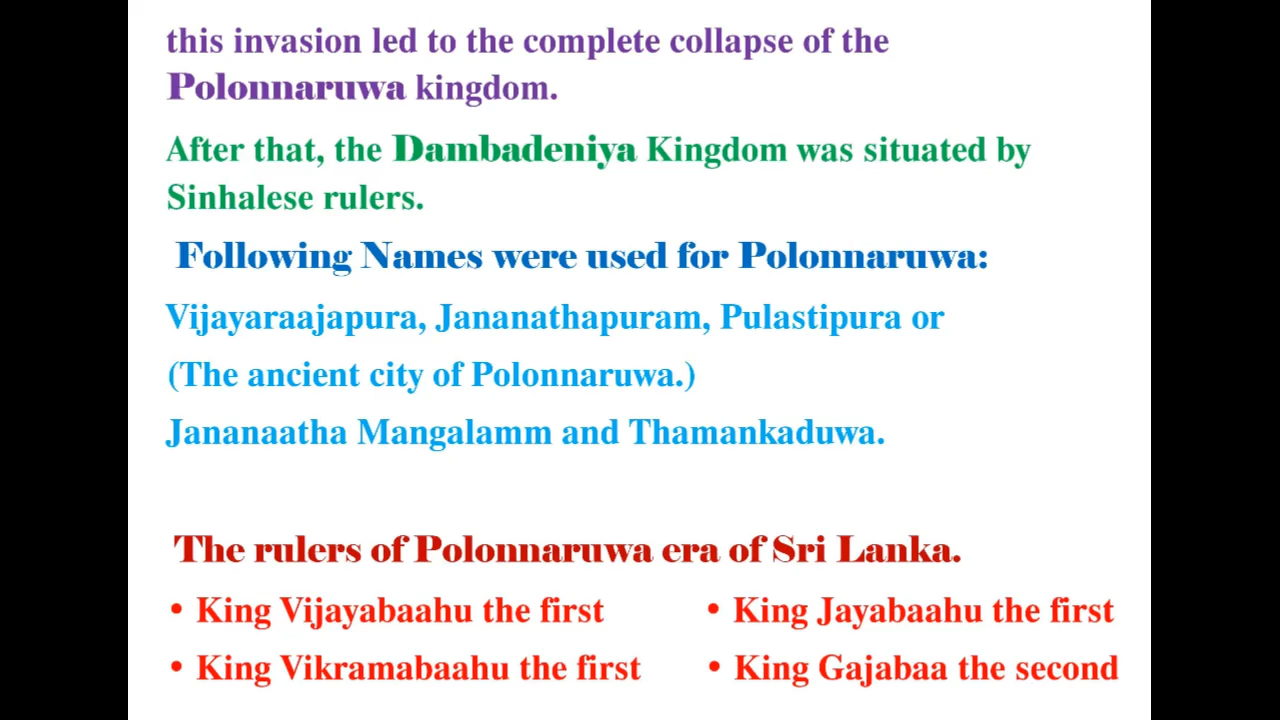 this invasion led to the complete collapse of the
Polonnaruwa kingdom.
After that, the Dambadeniya Kingdom was situated by
Sinhalese rulers.
Following Names were used for Polonnaruwa:
Vijayaraajapura, Jananathapuram, Pulastipura or
(The ancient city of Polonnaruwa.)
Jananaatha Mangalamm and Thamankaduwa.
The rulers of Polonnaruwa era of Sri Lanka.
• King Vijayabaahu the first • King Jayabaahu the first
• King Vikramabaahu the first • King Gajabaa the second